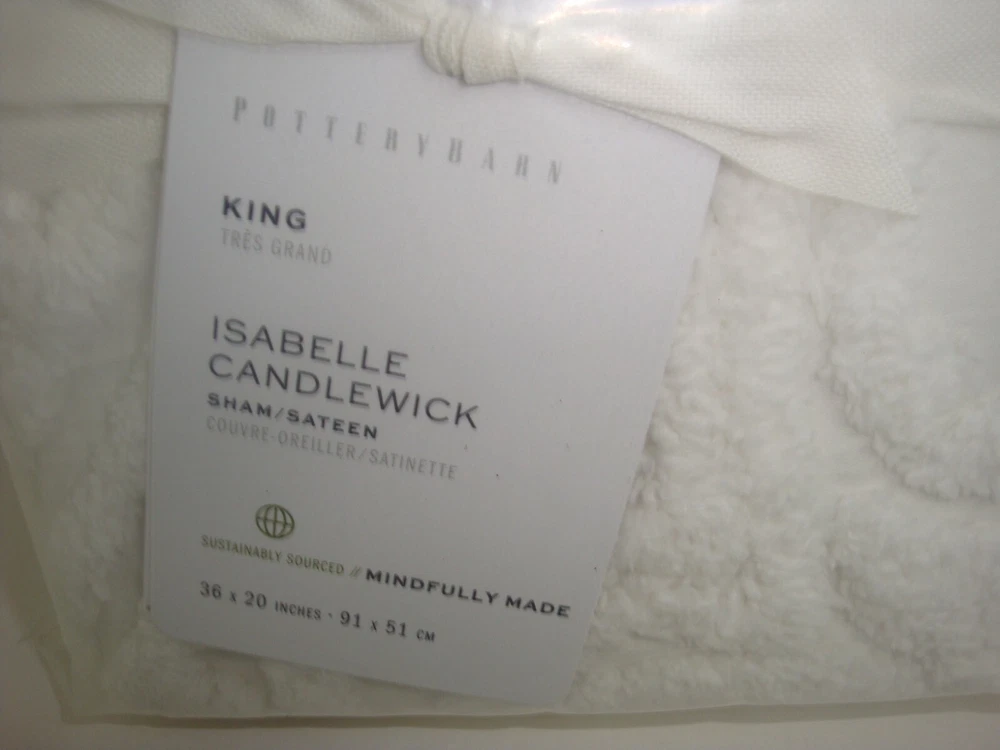 POTTERYBARN
KING
TRÈS GRAND
ISABELLE
CANDLEWICK
SHAM/SATEEN
COUVRE-OREILLER/SATINETTE
SUSTAINABLY SOURCED // MINDFULLY MADE
36 x 20 INCHES · 91 x 51 CM